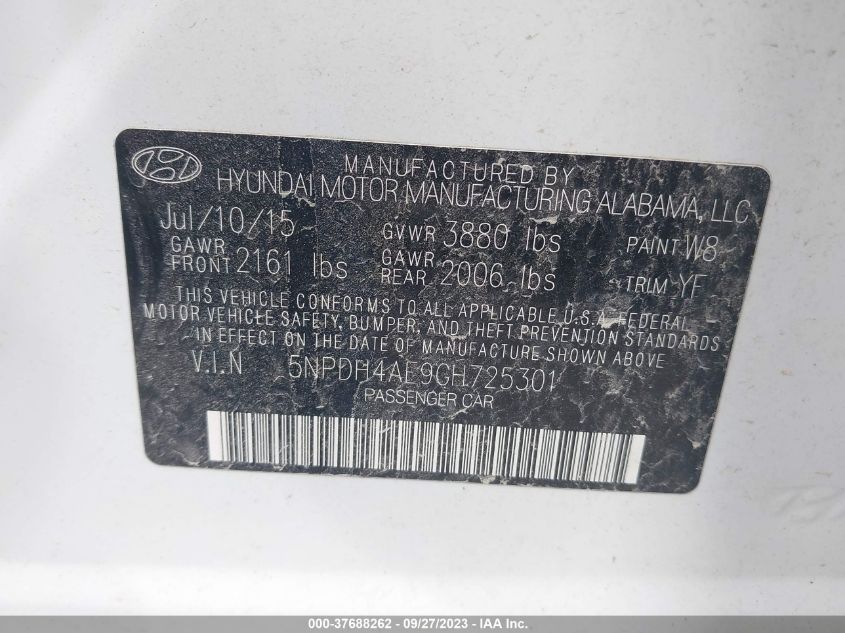 MANUFACTURED BY
HYUNDAI MOTOR MANUFACTURING ALABAMA, LLC
Jul/10/15 GVWR 3880 lbs PAINT W8
GAWR FRONT 2161 lbs GAWR REAR 2006 lbs TRIM YF
THIS VEHICLE CONFORMS TO ALL APPLICABLE U.S.A. FEDERAL
MOTOR VEHICLE SAFETY, BUMPER, AND THEFT PREVENTION STANDARDS
IN EFFECT ON THE DATE OF MANUFACTURE SHOWN ABOVE
V.I.N 5NPDH4AE9GH725301
PASSENGER CAR
000-37688262 - 09/27/2023 - IAA Inc.